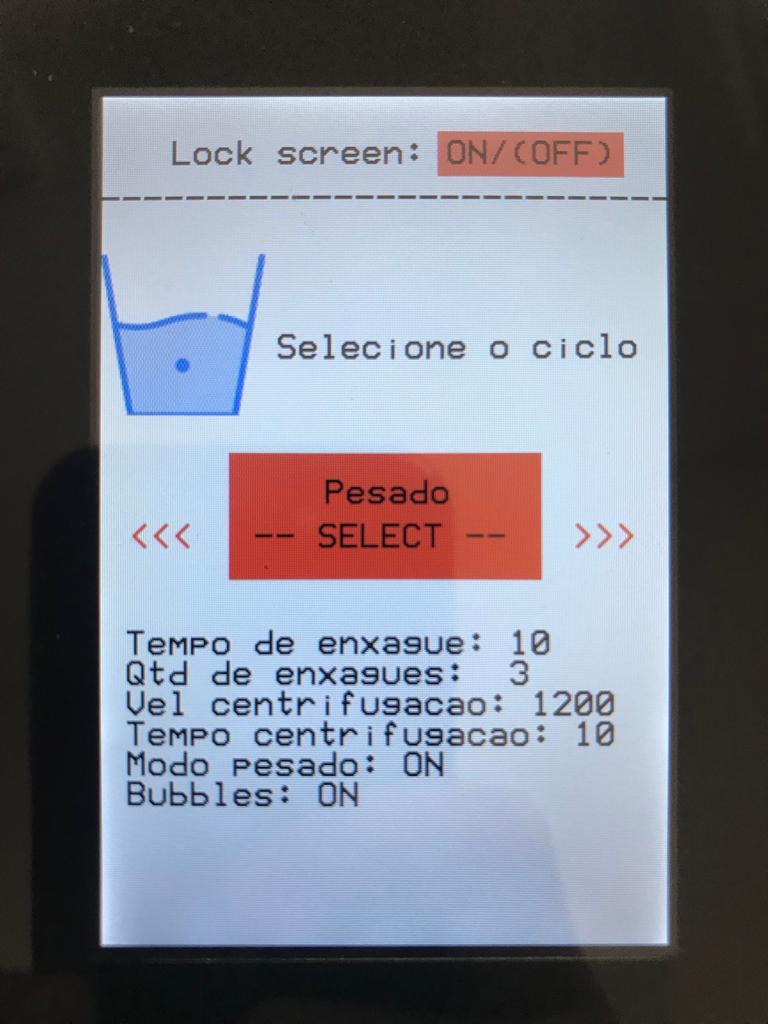 Lock screen: ON/(OFF)
Selecione o ciclo
Pesado
<<< -- SELECT -- >>>
Tempo de enxague: 10
Qtd de enxagues: 3
Vel centrifugacao: 1200
Tempo centrifugacao: 10
Modo pesado: ON
Bubbles: ON